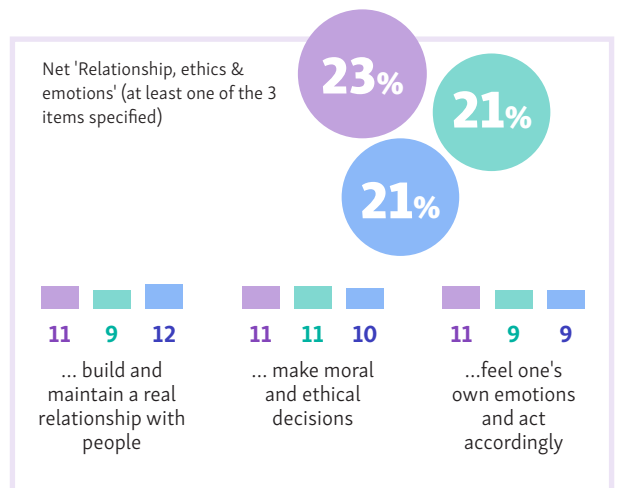 Net 'Relationship, ethics &
emotions' (at least one of the 3
items specified)
23%
21%
21%
11 9 12
... build and
maintain a real
relationship with
people
11 11 10
... make moral
and ethical
decisions
11 9 9
...feel one's
own emotions
and act
accordingly